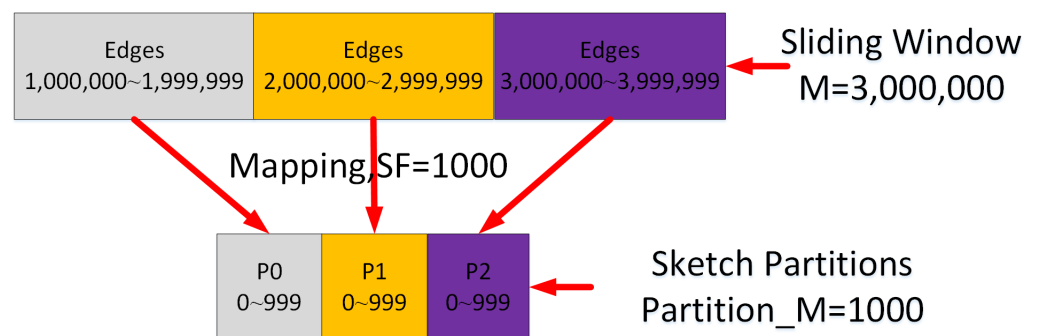 Edges
1,000,000~1,999,999
Edges
2,000,000~2,999,999
Edges
3,000,000~3,999,999
Sliding Window
M=3,000,000
Mapping,SF=1000
P0
0~999
P1
0~999
P2
0~999
Sketch Partitions
Partition_M=1000